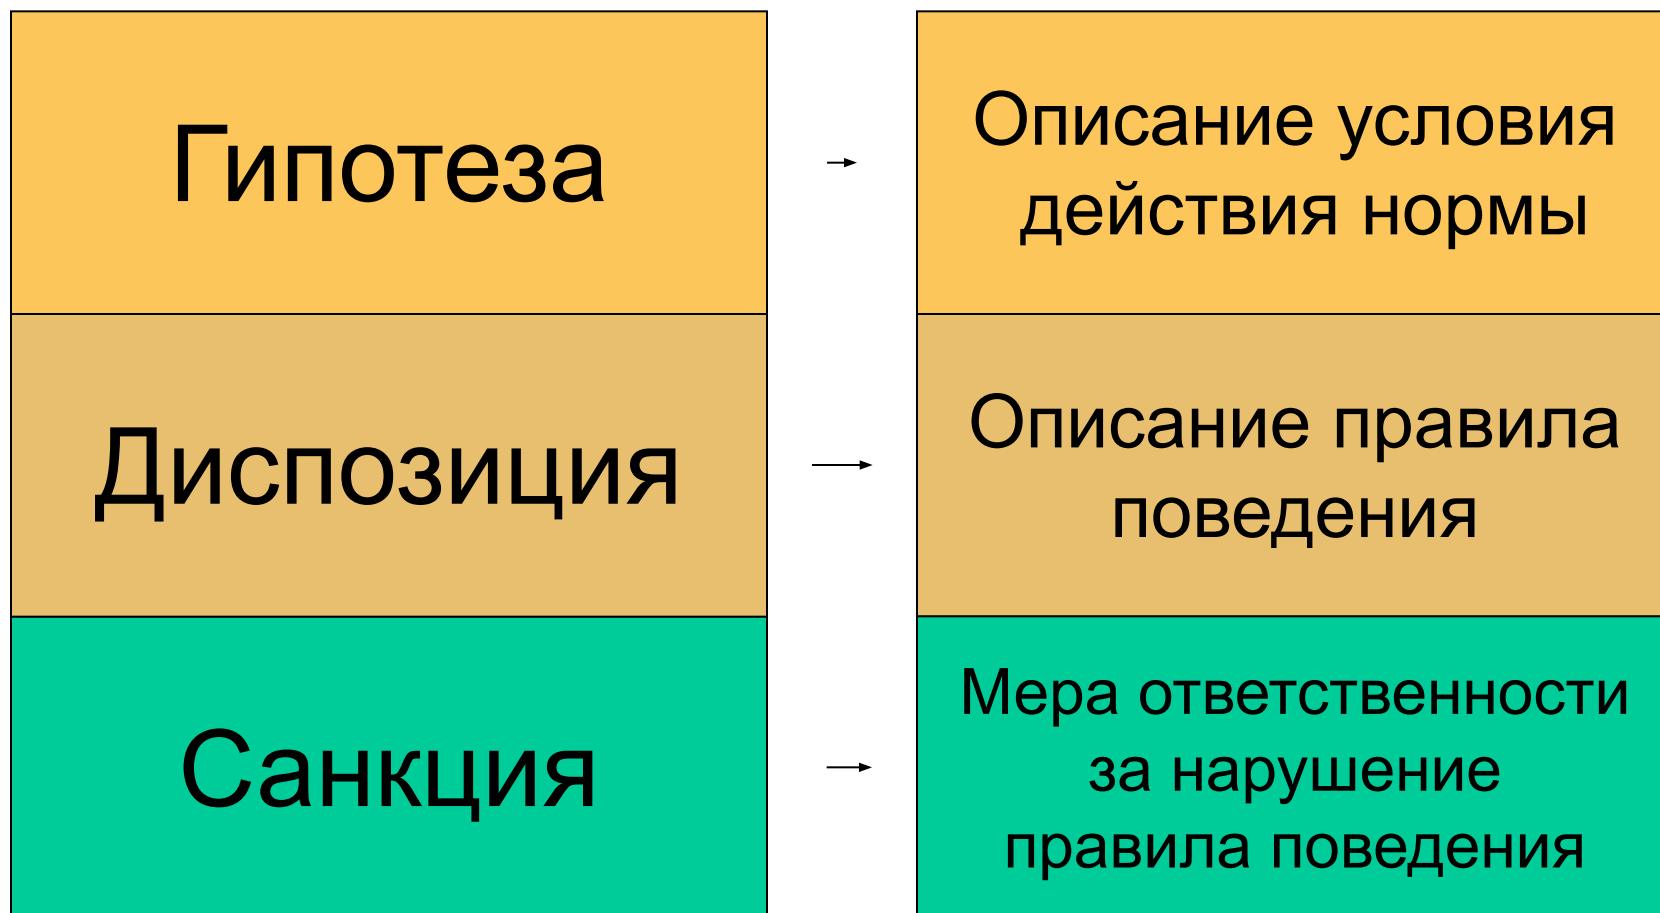 Гипотеза
Описание условия
действия нормы
Диспозиция
Описание правила
поведения
Санкция
Мера ответственности
за нарушение
правила поведения